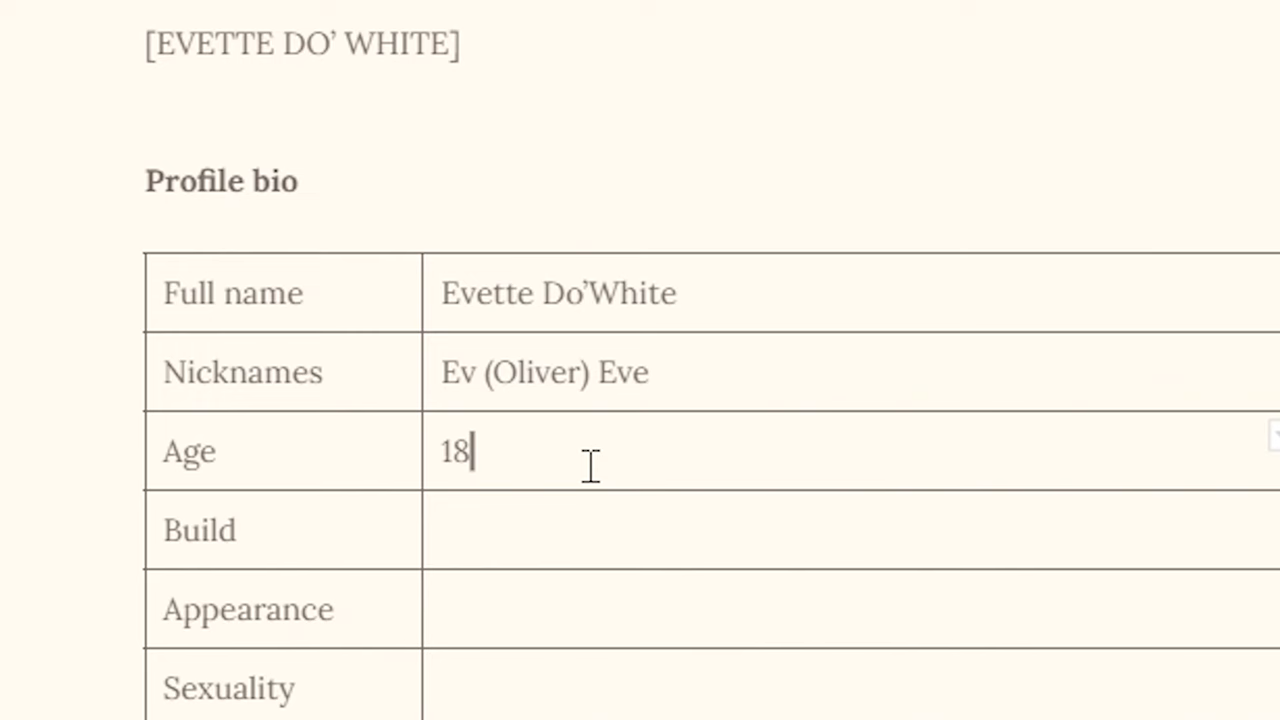 [EVETTE DO’ WHITE]
Profile bio
Full name Evette Do’White
Nicknames Ev (Oliver) Eve
Age 18
Build
Appearance
Sexuality